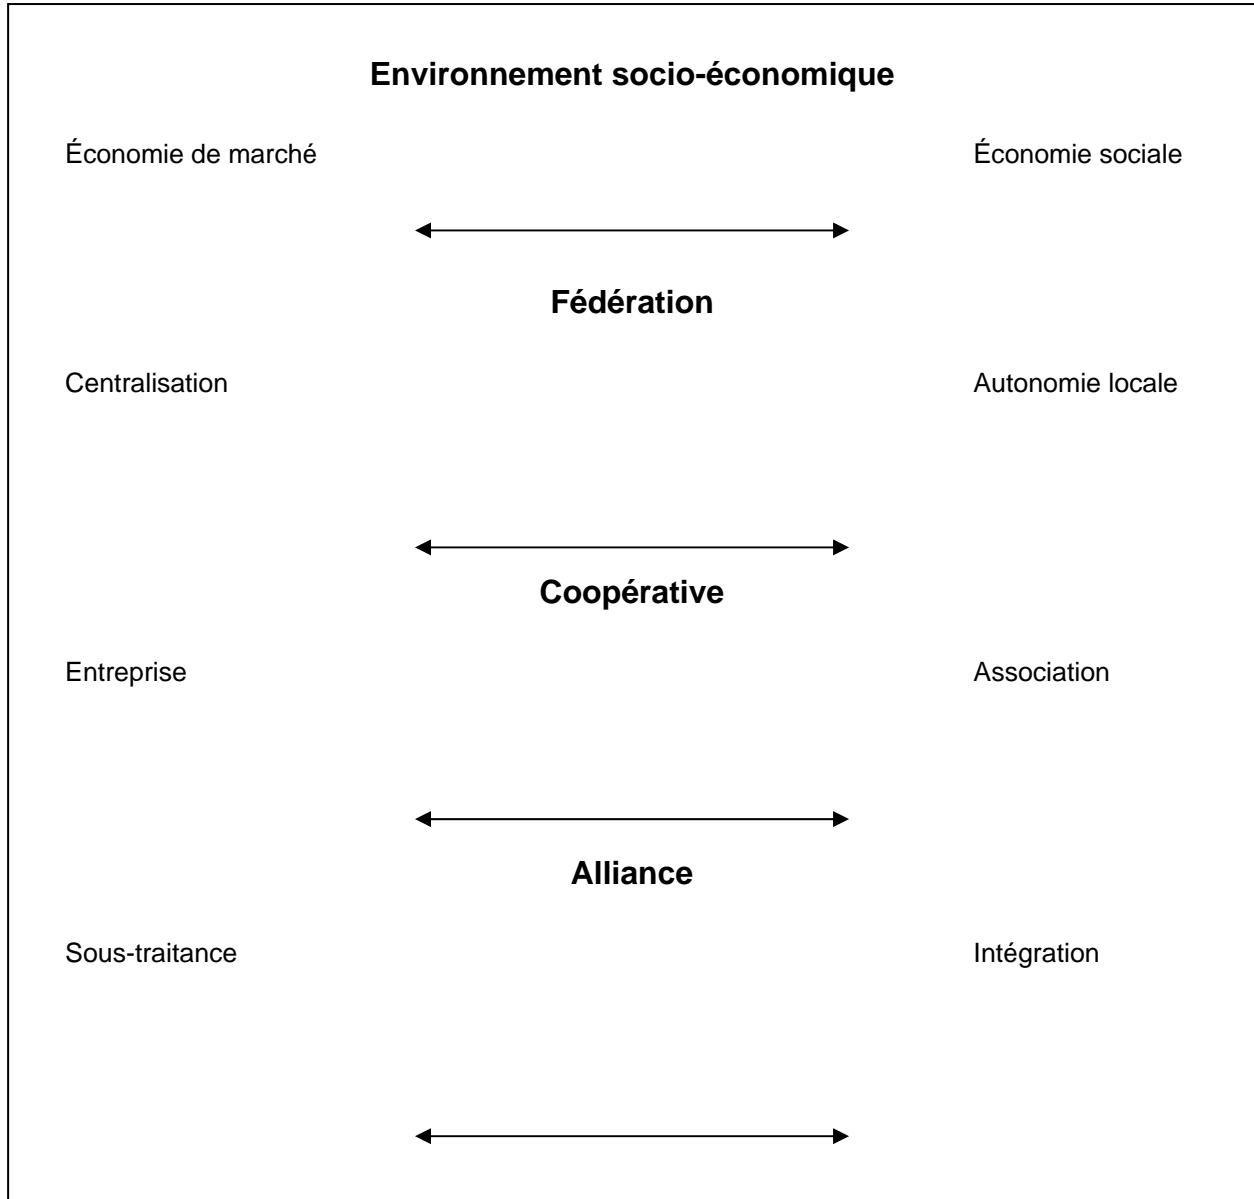 Environnement socio-économique
Économie de marché Économie sociale
Fédération
Centralisation Autonomie locale
Coopérative
Entreprise Association
Alliance
Sous-traitance Intégration